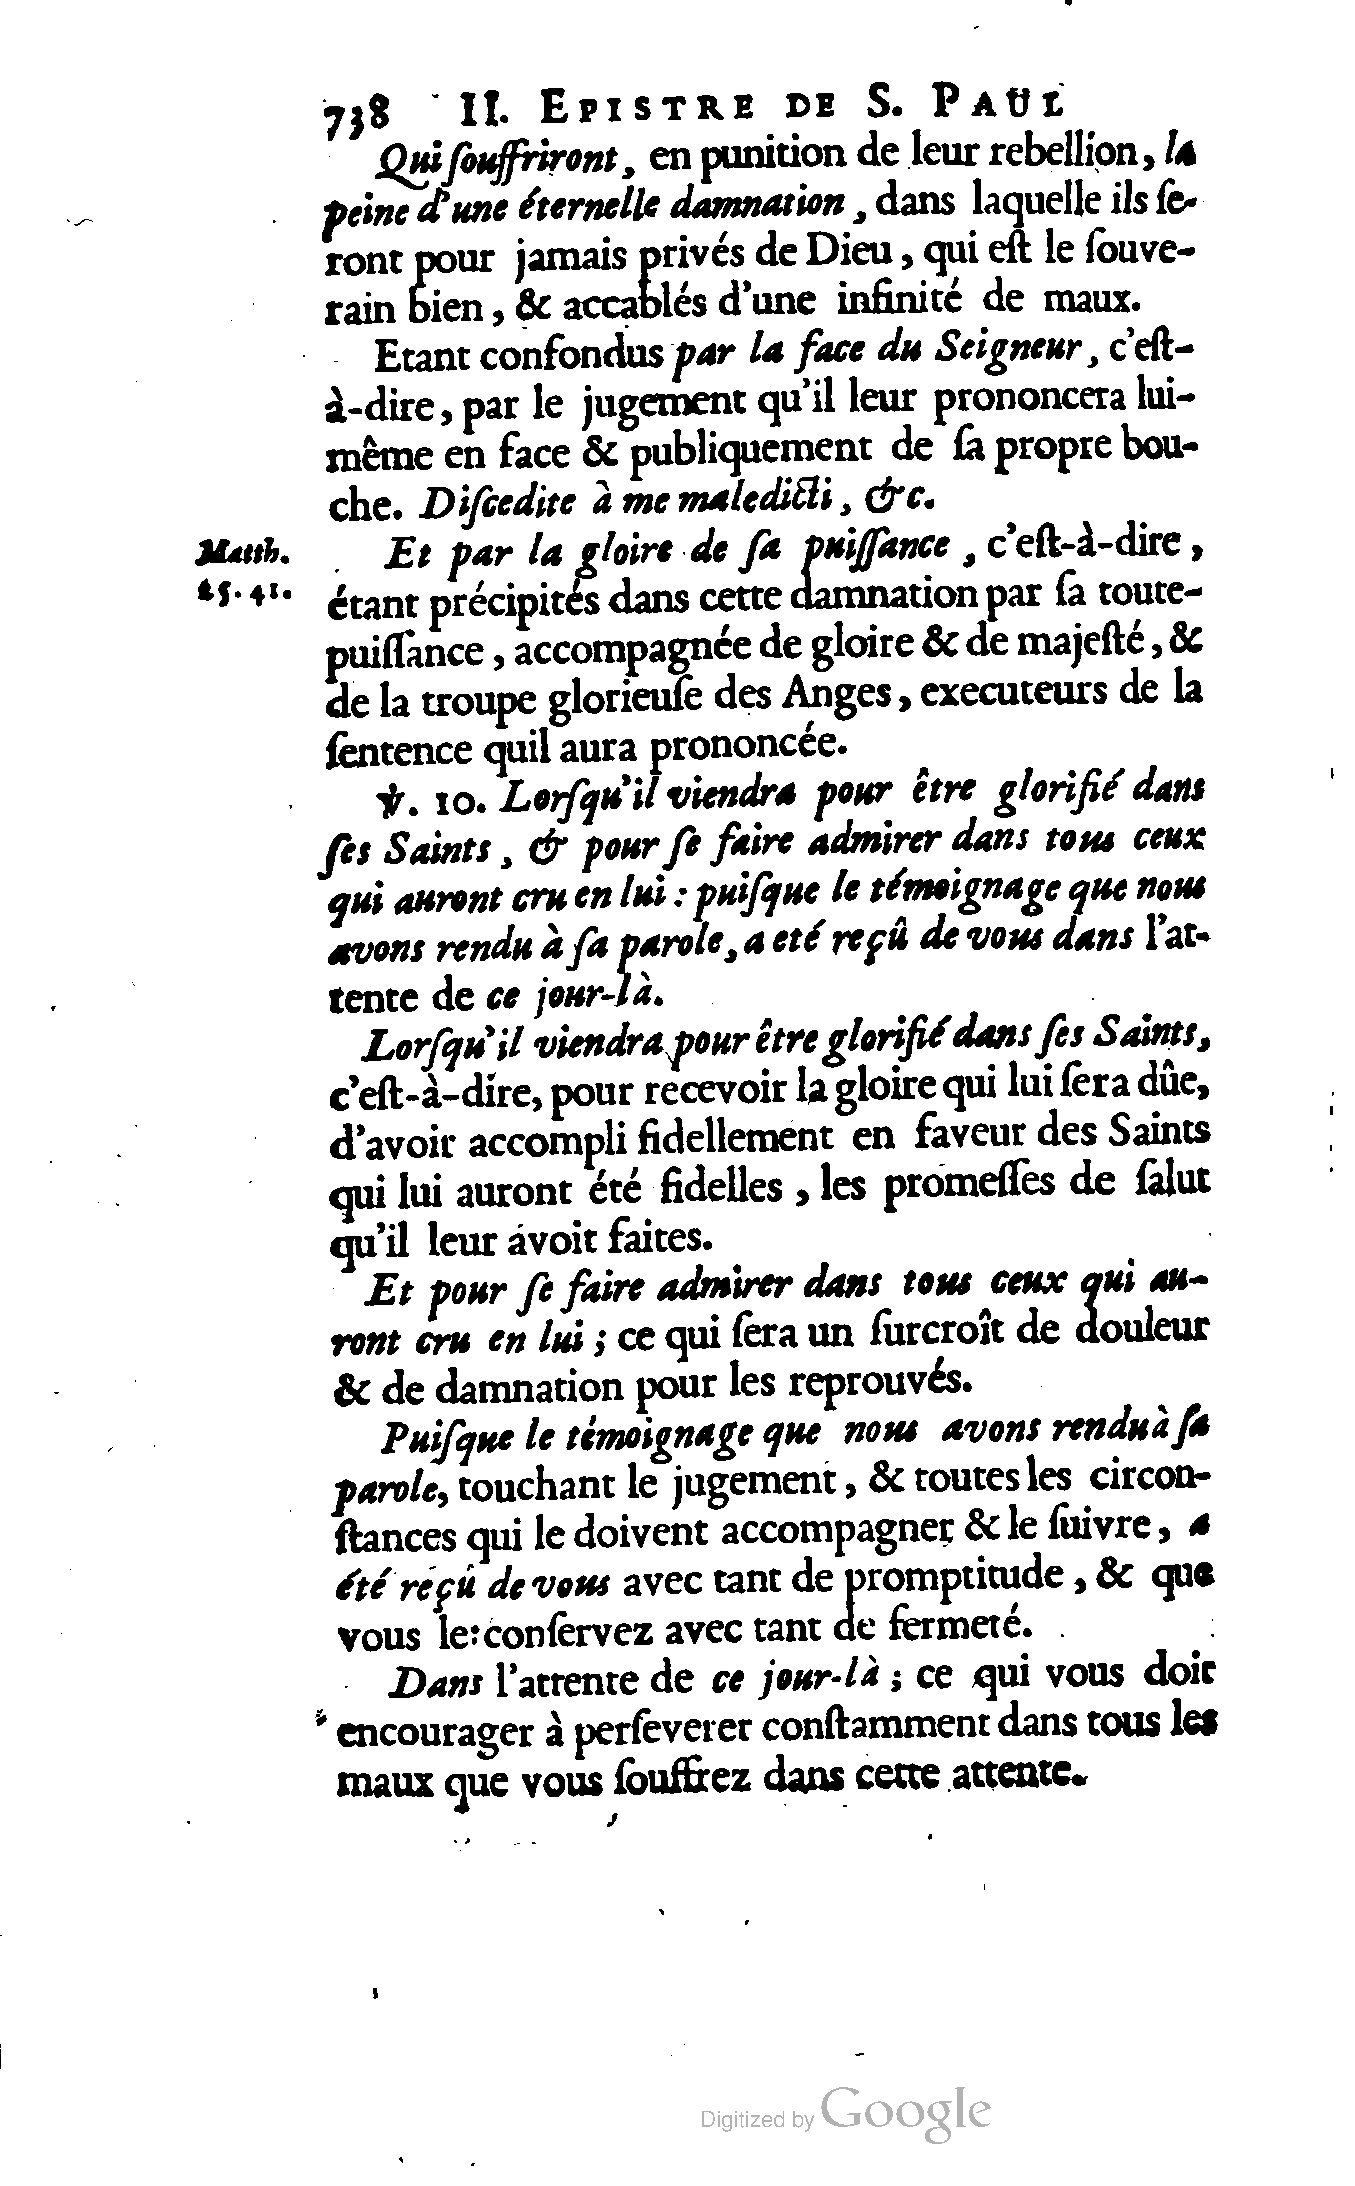 738 II. EPISTRE DE S. PAUL
Qui ſouffriront, en punition de leur rebellion, la
peine d'une éternelle damnation, dans laquelle ils ſe-
ront pour jamais privés de Dieu, qui eſt le ſouve-
rain bien, & accablés d'une infinité de maux.
Etant confondus par la face du Seigneur, c'eſt-
à-dire, par le jugement qu'il leur prononcera lui-
même en face & publiquement de ſa propre bou-
che. Diſcedite à me maledicti, &c.
Matth.
25. 41.
Et par la gloire de ſa puiſſance, c'eſt-à-dire,
étant précipités dans cette damnation par ſa toute-
puiſſance, accompagnée de gloire & de majeſté, &
de la troupe glorieuſe des Anges, executeurs de la
ſentence quil aura prononcée.
℣. 10. Lorſqu'il viendra pour être glorifié dans
ſes Saints, & pour ſe faire admirer dans tous ceux
qui auront cru en lui : puiſque le témoignage que nous
avons rendu à ſa parole, a eté reçû de vous dans l'at-
tente de ce jour-là.
Lorſqu'il viendra pour être glorifié dans ſes Saints,
c'eſt-à-dire, pour recevoir la gloire qui lui ſera dûe,
d'avoir accompli fidellement en faveur des Saints
qui lui auront été fidelles, les promeſſes de ſalut
qu'il leur avoit faites.
Et pour ſe faire admirer dans tous ceux qui au-
ront cru en lui ; ce qui ſera un ſurcroît de douleur
& de damnation pour les reprouvés.
Puiſque le témoignage que nous avons rendu à ſa
parole, touchant le jugement, & toutes les circon-
ſtances qui le doivent accompagner & le ſuivre, a
été reçû de vous avec tant de promptitude, & que
vous le conſervez avec tant de fermeté.
Dans l'attente de ce jour-là ; ce qui vous doit
encourager à perſeverer conſtamment dans tous les
maux que vous ſouffrez dans cette attente.
Digitized by Google